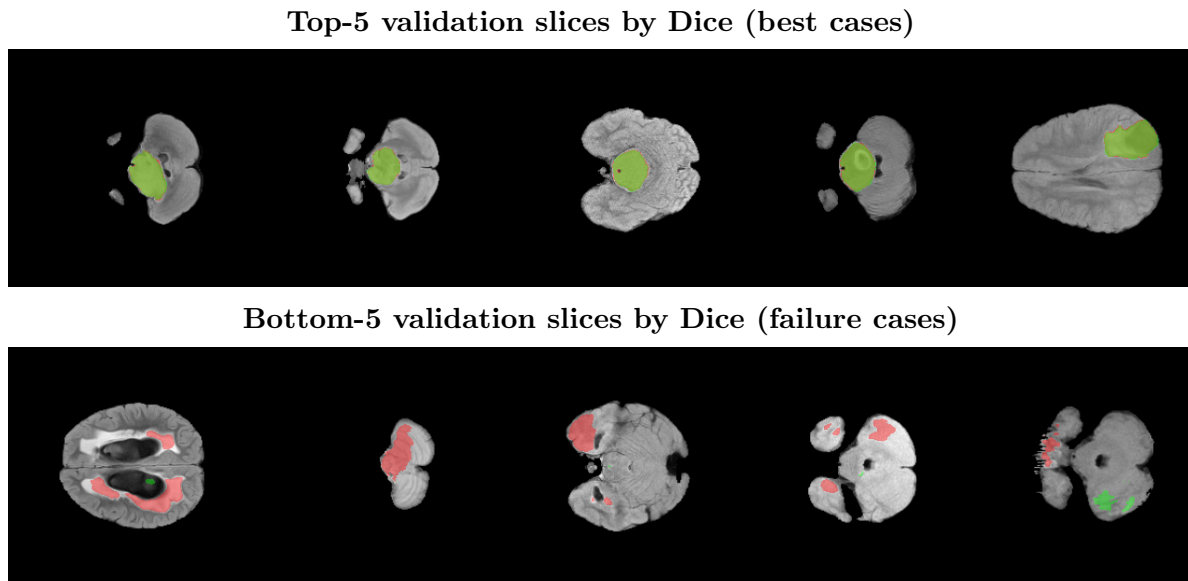 Top-5 validation slices by Dice (best cases)
Bottom-5 validation slices by Dice (failure cases)